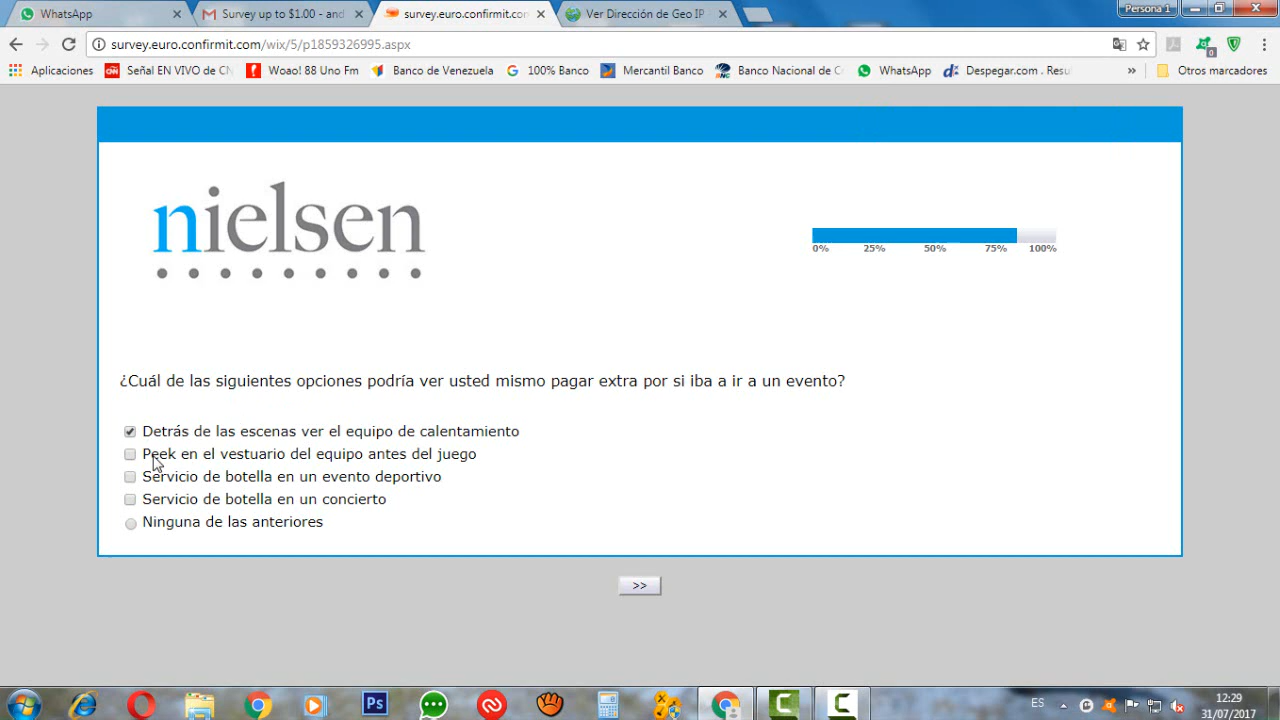 WhatsApp
Survey up to $1.00 - and
survey.euro.confirmit.com
Ver Dirección de Geo IP
Persona 1
survey.euro.confirmit.com/wix/5/p1859326995.aspx
0
Aplicaciones
CNN
Señal EN VIVO de CN
Woao! 88 Uno Fm
Banco de Venezuela
G
100% Banco
Mercantil Banco
BNC
Banco Nacional de C
WhatsApp
Despegar.com . Resu
»
Otros marcadores
nielsen
0% 25% 50% 75% 100%
¿Cuál de las siguientes opciones podría ver usted mismo pagar extra por si iba a ir a un evento?
Detrás de las escenas ver el equipo de calentamiento
Peek en el vestuario del equipo antes del juego
Servicio de botella en un evento deportivo
Servicio de botella en un concierto
Ninguna de las anteriores
>>
Ps
ES
12:29
31/07/2017